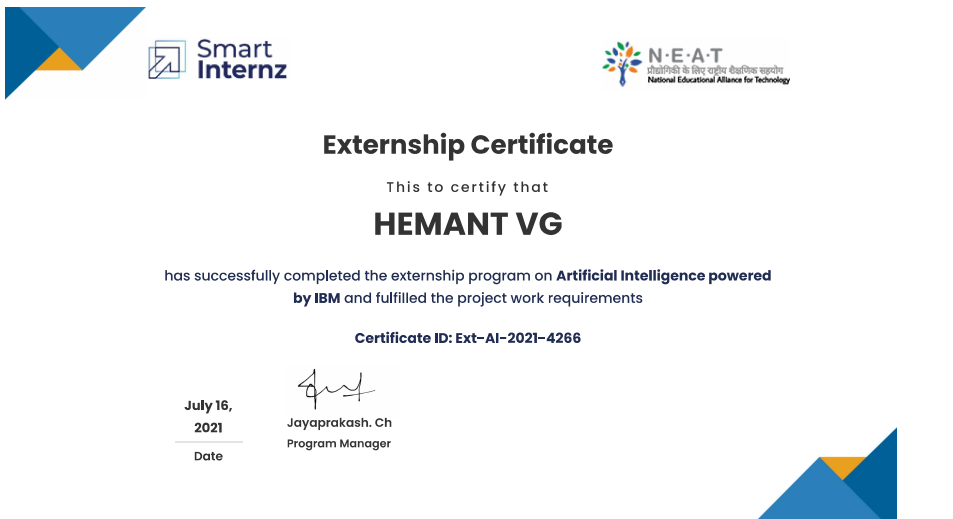 Smart
Internz
N·E·A·T
प्रौद्योगिकी के लिए राष्ट्रीय शैक्षणिक सहयोग
National Educational Alliance for Technology
Externship Certificate
This to certify that
HEMANT VG
has successfully completed the externship program on Artificial Intelligence powered
by IBM and fulfilled the project work requirements
Certificate ID: Ext-AI-2021-4266
July 16,
2021
Date
Jayaprakash. Ch
Program Manager